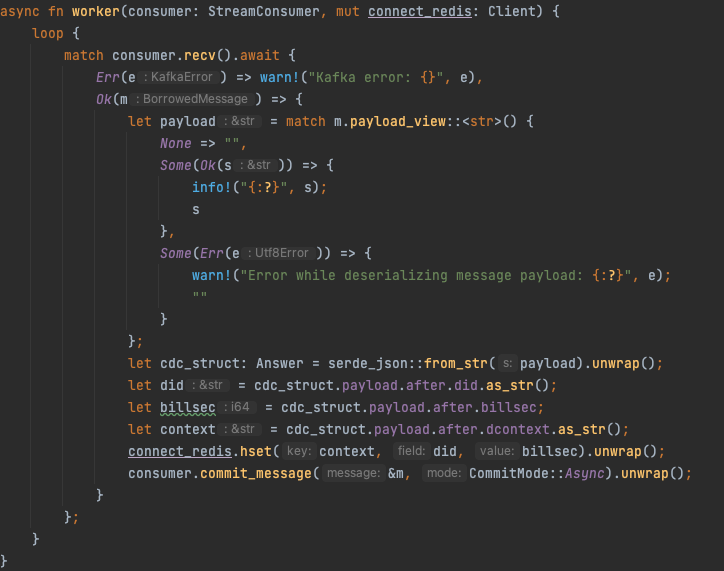 async fn worker(consumer: StreamConsumer, mut connect_redis: Client) {
    loop {
        match consumer.recv().await {
            Err(e : KafkaError ) => warn!("Kafka error: {}", e),
            Ok(m : BorrowedMessage ) => {
                let payload : &str = match m.payload_view::<str>() {
                    None => "",
                    Some(Ok(s : &str )) => {
                        info!("{:?}", s);
                        s
                    },
                    Some(Err(e : Utf8Error )) => {
                        warn!("Error while deserializing message payload: {:?}", e);
                        ""
                    }
                };
                let cdc_struct: Answer = serde_json::from_str( s: payload).unwrap();
                let did : &str = cdc_struct.payload.after.did.as_str();
                let billsec : i64 = cdc_struct.payload.after.billsec;
                let context : &str = cdc_struct.payload.after.dcontext.as_str();
                connect_redis.hset( key: context, field: did, value: billsec).unwrap();
                consumer.commit_message( message: &m, mode: CommitMode::Async).unwrap();
            }
        };
    }
}